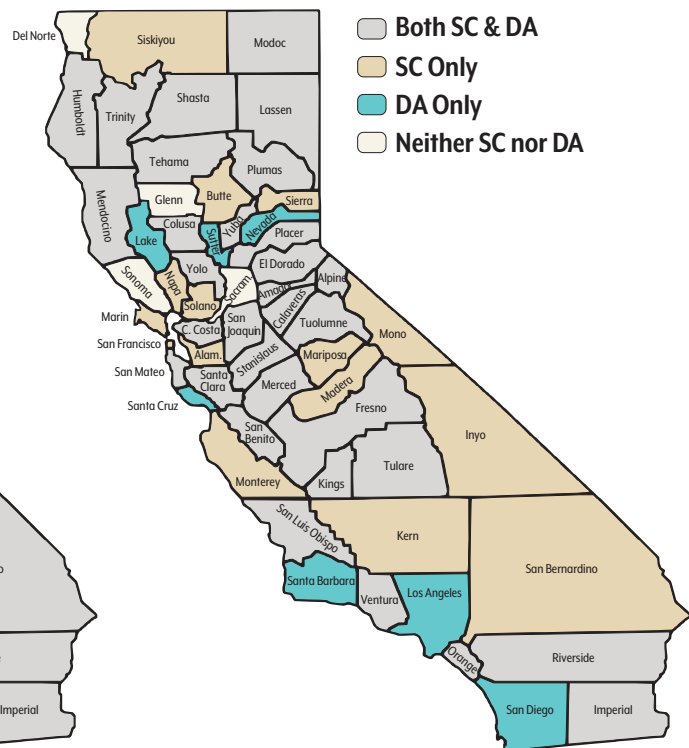 Both SC & DA
SC Only
DA Only
Neither SC nor DA
Del Norte
Siskiyou
Modoc
Humboldt
Trinity
Shasta
Lassen
Tehama
Plumas
Mendocino
Glenn
Butte
Sierra
Colusa
Lake
Sutter
Yuba
Nevada
Placer
Sonoma
Napa
Yolo
Sacram.
El Dorado
Alpine
Solano
Amador
Calaveras
Marin
C. Costa
San
Joaquin
Tuolumne
Mono
San Francisco
Alam.
Stanislaus
Mariposa
San Mateo
Santa
Clara
Merced
Madera
Santa Cruz
Fresno
San
Benito
Inyo
Monterey
Kings
Tulare
San Luis Obispo
Kern
San Bernardino
Santa Barbara
Ventura
Los Angeles
Orange
Riverside
San Diego
Imperial
Imperial